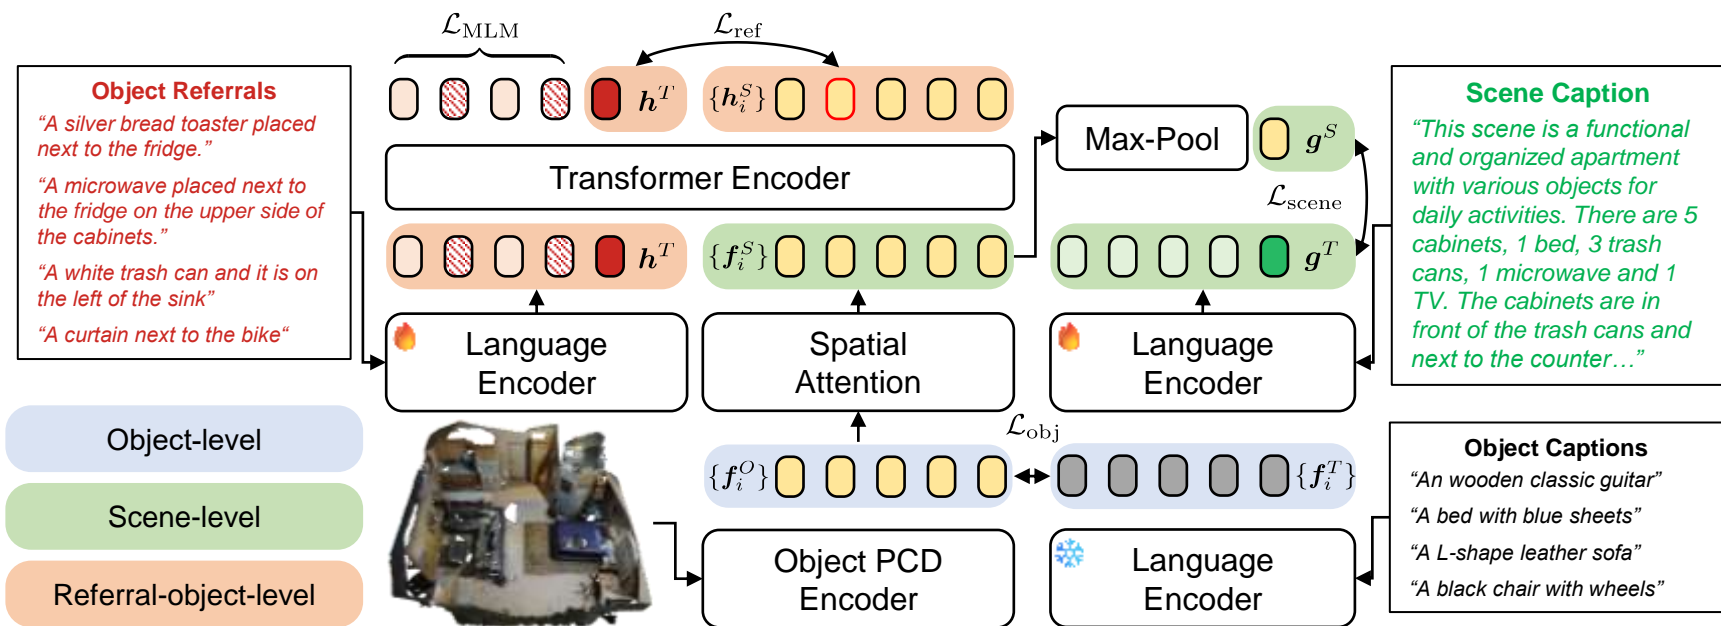 Object Referrals
“A silver bread toaster placed
next to the fridge.”
“A microwave placed next to
the fridge on the upper side of
the cabinets.”
“A white trash can and it is on
the left of the sink”
“A curtain next to the bike“
Object-level
Scene-level
Referral-object-level
ℒ_MLM
ℒ_ref
h^T
{h_i^S}
Transformer Encoder
h^T
{f_i^S}
Language
Encoder
Spatial
Attention
{f_i^O}
Object PCD
Encoder
Max-Pool
g^S
ℒ_scene
g^T
Language
Encoder
ℒ_obj
{f_i^T}
Language
Encoder
Scene Caption
“This scene is a functional
and organized apartment
with various objects for
daily activities. There are 5
cabinets, 1 bed, 3 trash
cans, 1 microwave and 1
TV. The cabinets are in
front of the trash cans and
next to the counter…”
Object Captions
“An wooden classic guitar”
“A bed with blue sheets”
“A L-shape leather sofa”
“A black chair with wheels”